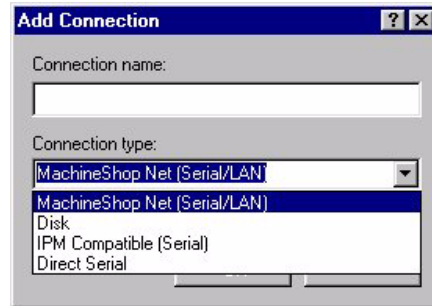 Add Connection
Connection name:
Connection type:
MachineShop Net (Serial/LAN)
MachineShop Net (Serial/LAN)
Disk
IPM Compatible (Serial)
Direct Serial